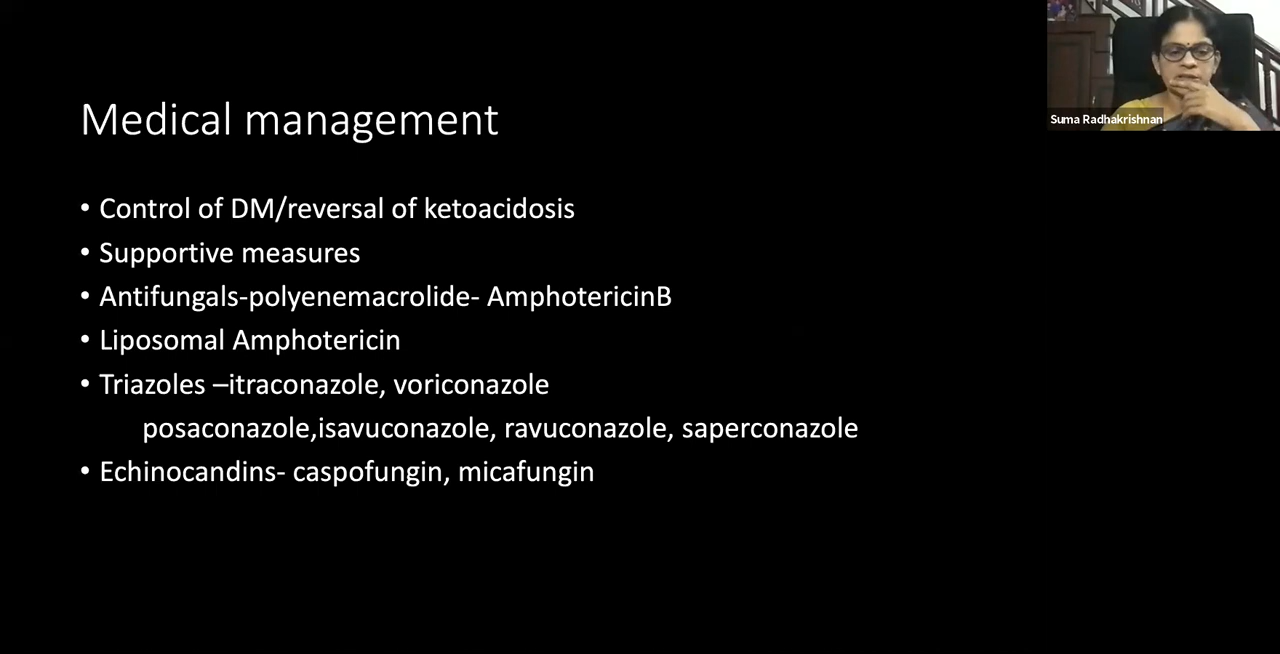 Suma Radhakrishnan
Medical management
• Control of DM/reversal of ketoacidosis
• Supportive measures
• Antifungals-polyenemacrolide- AmphotericinB
• Liposomal Amphotericin
• Triazoles –itraconazole, voriconazole
posaconazole,isavuconazole, ravuconazole, saperconazole
• Echinocandins- caspofungin, micafungin